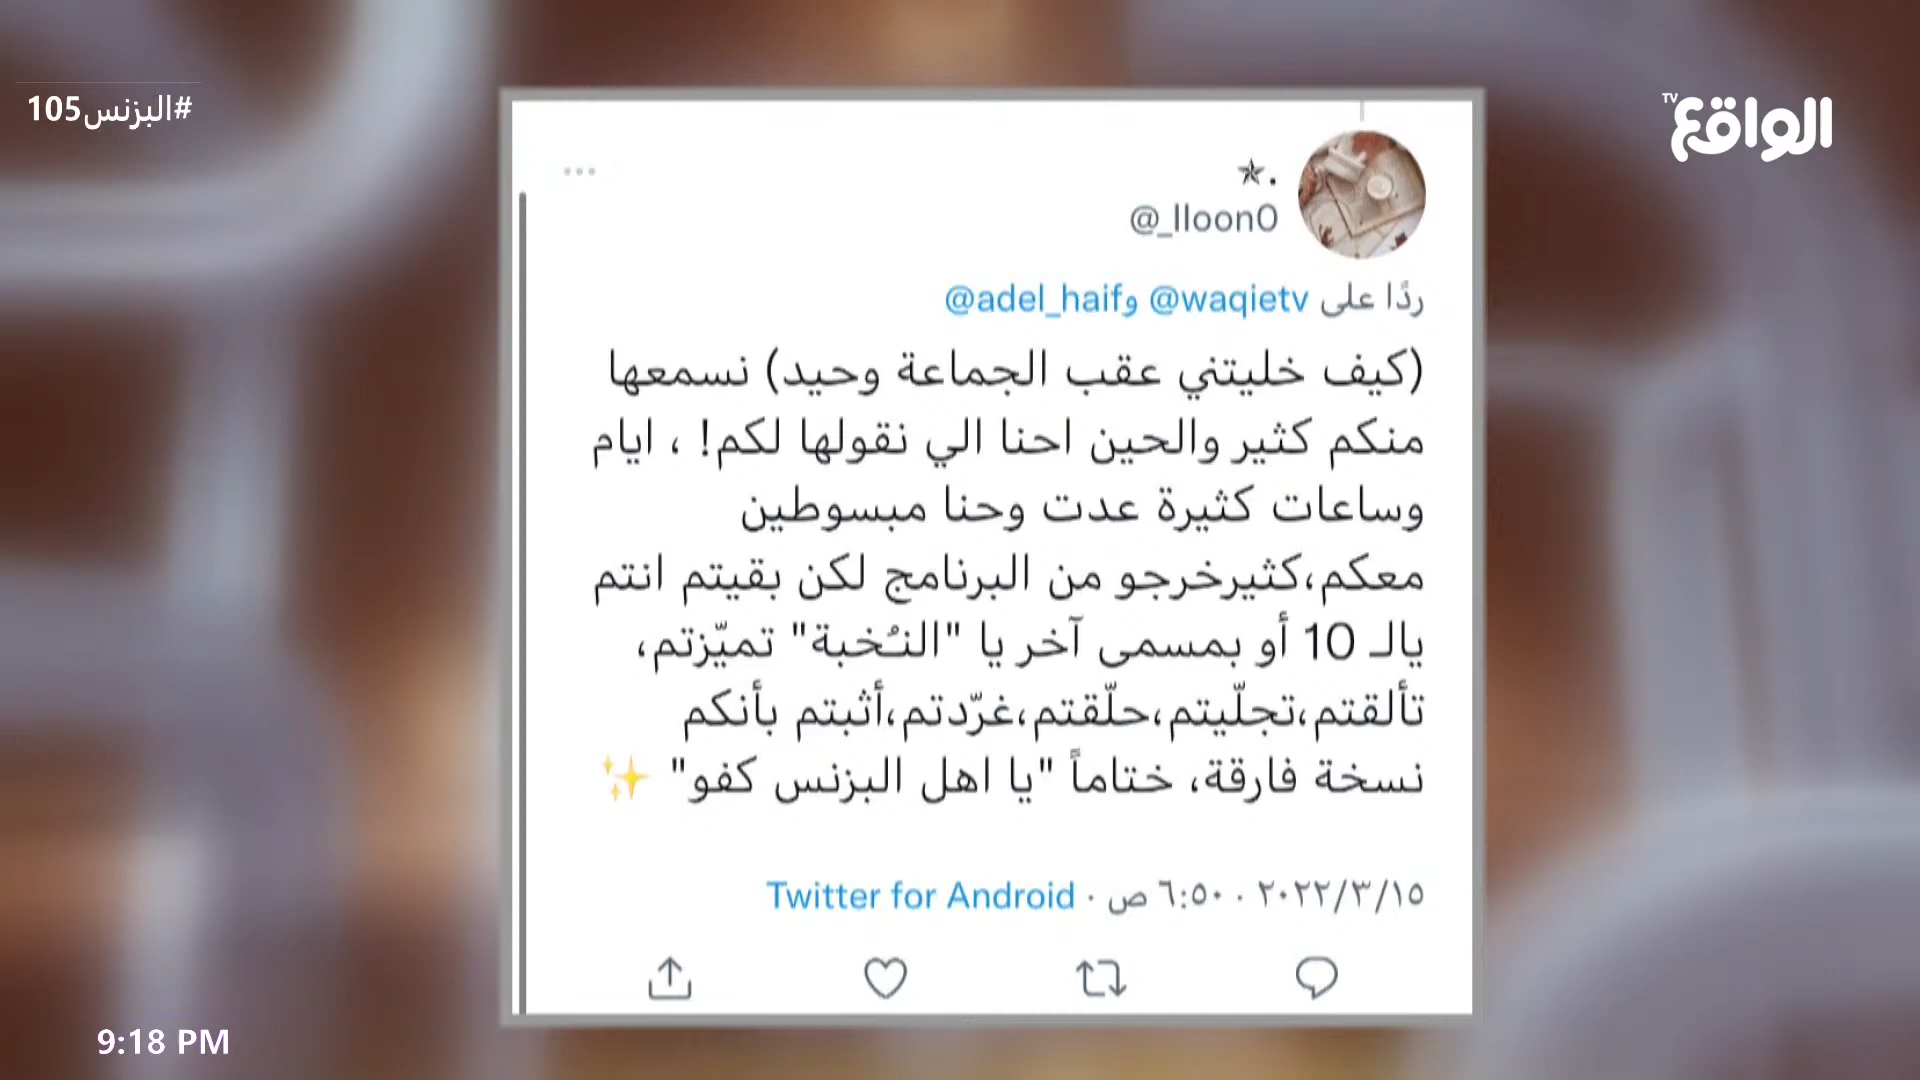 #البزنس105
الواقع TV
✯.
@_lloon0
ردًا على @waqietv و@adel_haif
(كيف خليتني عقب الجماعة وحيد) نسمعها
منكم كثير والحين احنا الي نقولها لكم! ، ايام
وساعات كثيرة عدت وحنا مبسوطين
معكم،كثيرخرجو من البرنامج لكن بقيتم انتم
يالـ 10 أو بمسمى آخر يا "النُخبة" تميّزتم،
تألقتم،تجلّيتم،حلّقتم،غرّدتم،أثبتم بأنكم
نسخة فارقة، ختاماً "يا اهل البزنس كفو" ✨
٢٠٢٢/٣/١٥ · ٦:٥٠ ص · Twitter for Android
9:18 PM